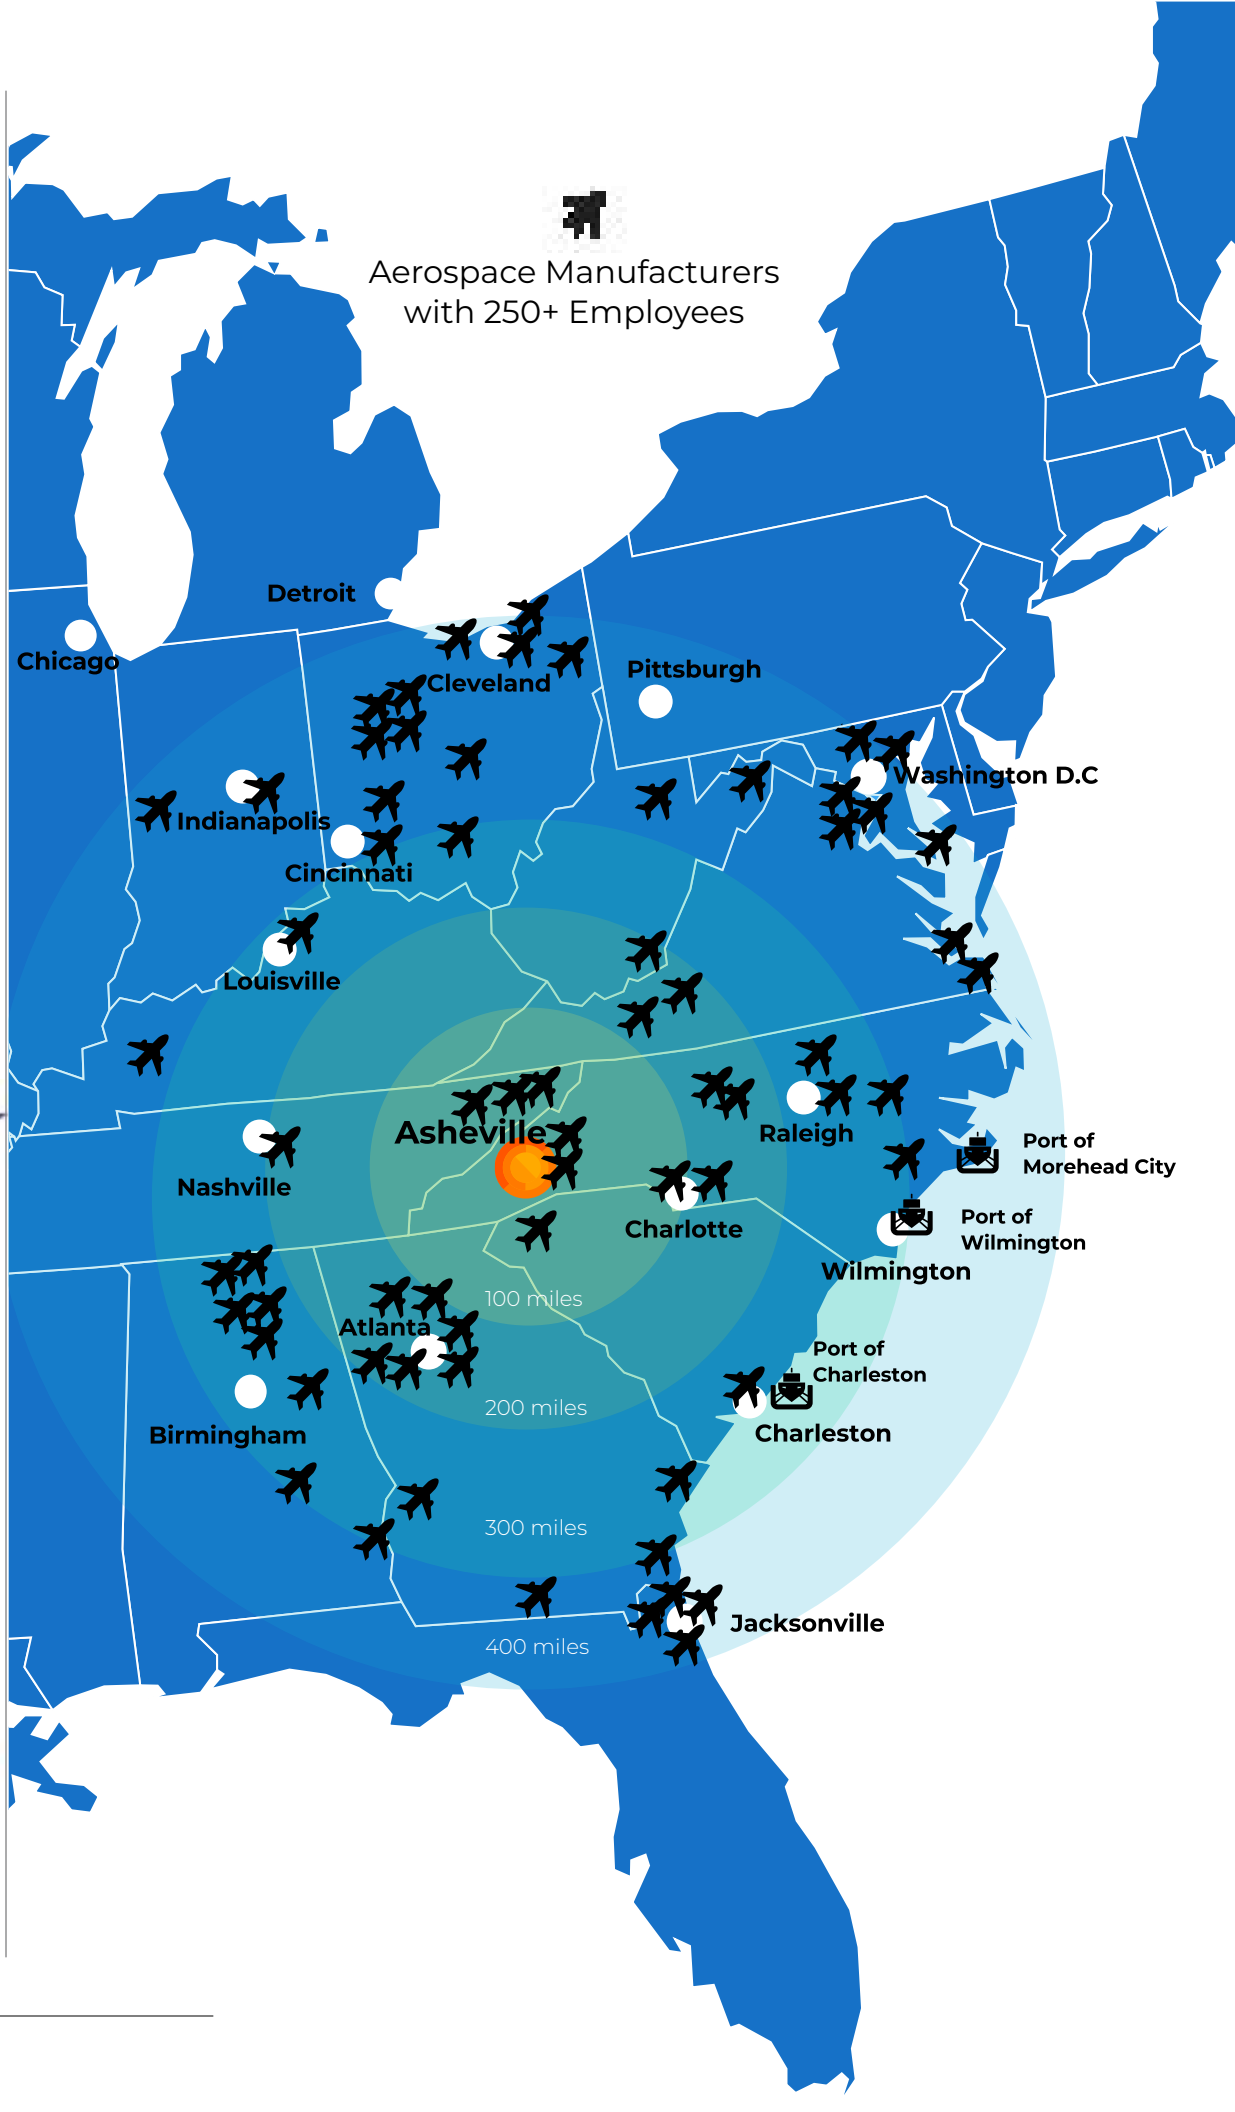 Aerospace Manufacturers
with 250+ Employees
Detroit
Chicago
Cleveland
Pittsburgh
Washington D.C
Indianapolis
Cincinnati
Louisville
Asheville
Raleigh
Port of
Morehead City
Nashville
Charlotte
Port of
Wilmington
Wilmington
100 miles
Atlanta
Port of
Charleston
200 miles
Birmingham
Charleston
300 miles
Jacksonville
400 miles